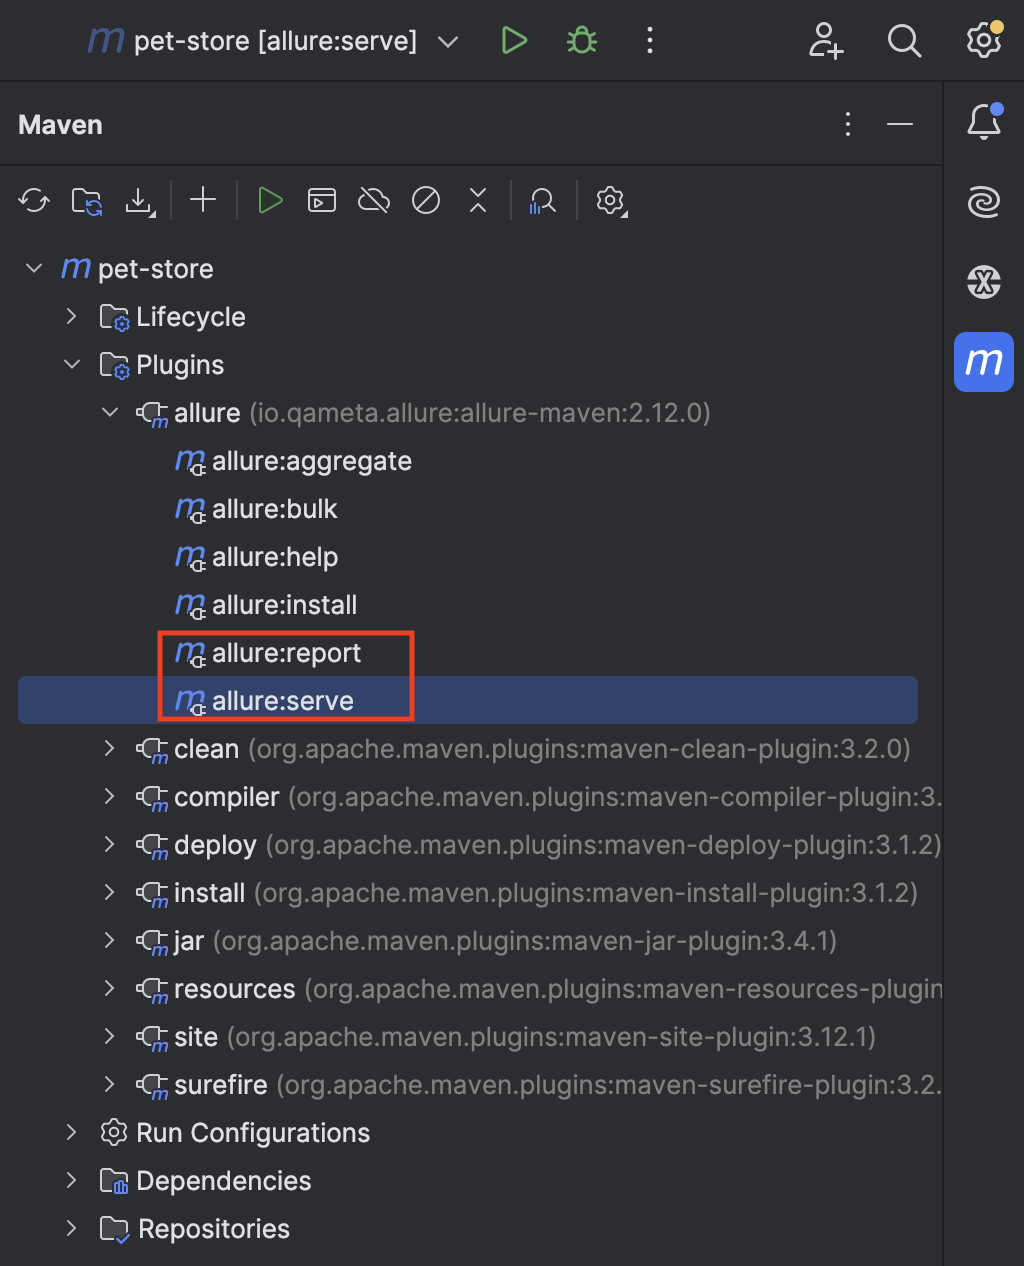 pet-store [allure:serve]
Maven
pet-store
Lifecycle
Plugins
allure (io.qameta.allure:allure-maven:2.12.0)
allure:aggregate
allure:bulk
allure:help
allure:install
allure:report
allure:serve
clean (org.apache.maven.plugins:maven-clean-plugin:3.2.0)
compiler (org.apache.maven.plugins:maven-compiler-plugin:3.
deploy (org.apache.maven.plugins:maven-deploy-plugin:3.1.2)
install (org.apache.maven.plugins:maven-install-plugin:3.1.2)
jar (org.apache.maven.plugins:maven-jar-plugin:3.4.1)
resources (org.apache.maven.plugins:maven-resources-plugin
site (org.apache.maven.plugins:maven-site-plugin:3.12.1)
surefire (org.apache.maven.plugins:maven-surefire-plugin:3.2.
Run Configurations
Dependencies
Repositories